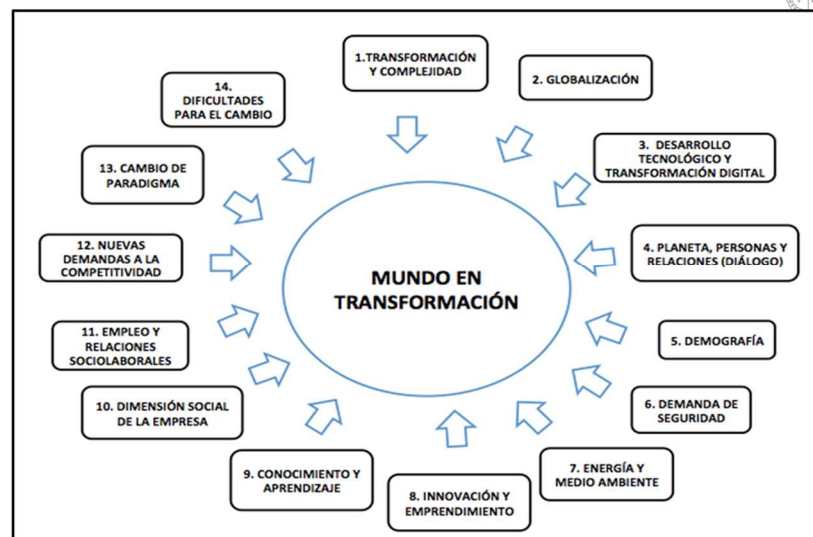 1.TRANSFORMACIÓN
Y COMPLEJIDAD
2. GLOBALIZACIÓN
3. DESARROLLO
TECNOLÓGICO Y
TRANSFORMACIÓN DIGITAL
4. PLANETA, PERSONAS Y
RELACIONES (DIÁLOGO)
5. DEMOGRAFÍA
6. DEMANDA DE
SEGURIDAD
7. ENERGÍA Y
MEDIO AMBIENTE
8. INNOVACIÓN Y
EMPRENDIMIENTO
9. CONOCIMIENTO Y
APRENDIZAJE
10. DIMENSIÓN SOCIAL
DE LA EMPRESA
11. EMPLEO Y
RELACIONES
SOCIOLABORALES
12. NUEVAS
DEMANDAS A LA
COMPETITIVIDAD
13. CAMBIO DE
PARADIGMA
14.
DIFICULTADES
PARA EL CAMBIO
MUNDO EN
TRANSFORMACIÓN